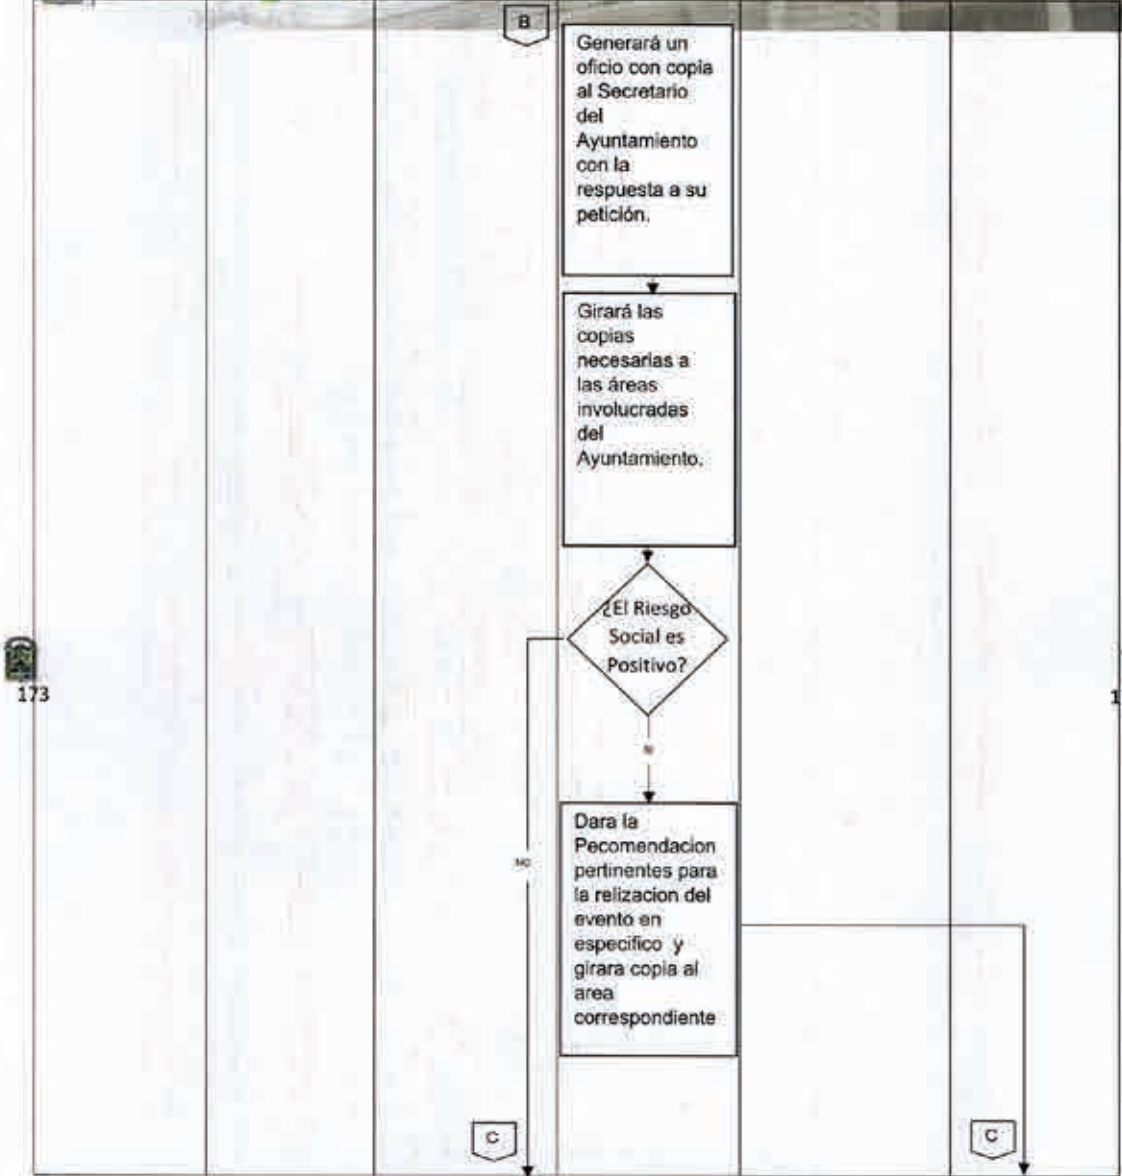 B
Generará un
oficio con copia
al Secretario
del
Ayuntamiento
con la
respuesta a su
petición.
Girará las
copias
necesarias a
las áreas
involucradas
del
Ayuntamiento.
¿El Riesgo
Social es
Positivo?
173
1
NO
Dara la
Pecomendacion
pertinentes para
la relizacion del
evento en
especifico y
girara copia al
area
correspondiente
C
C